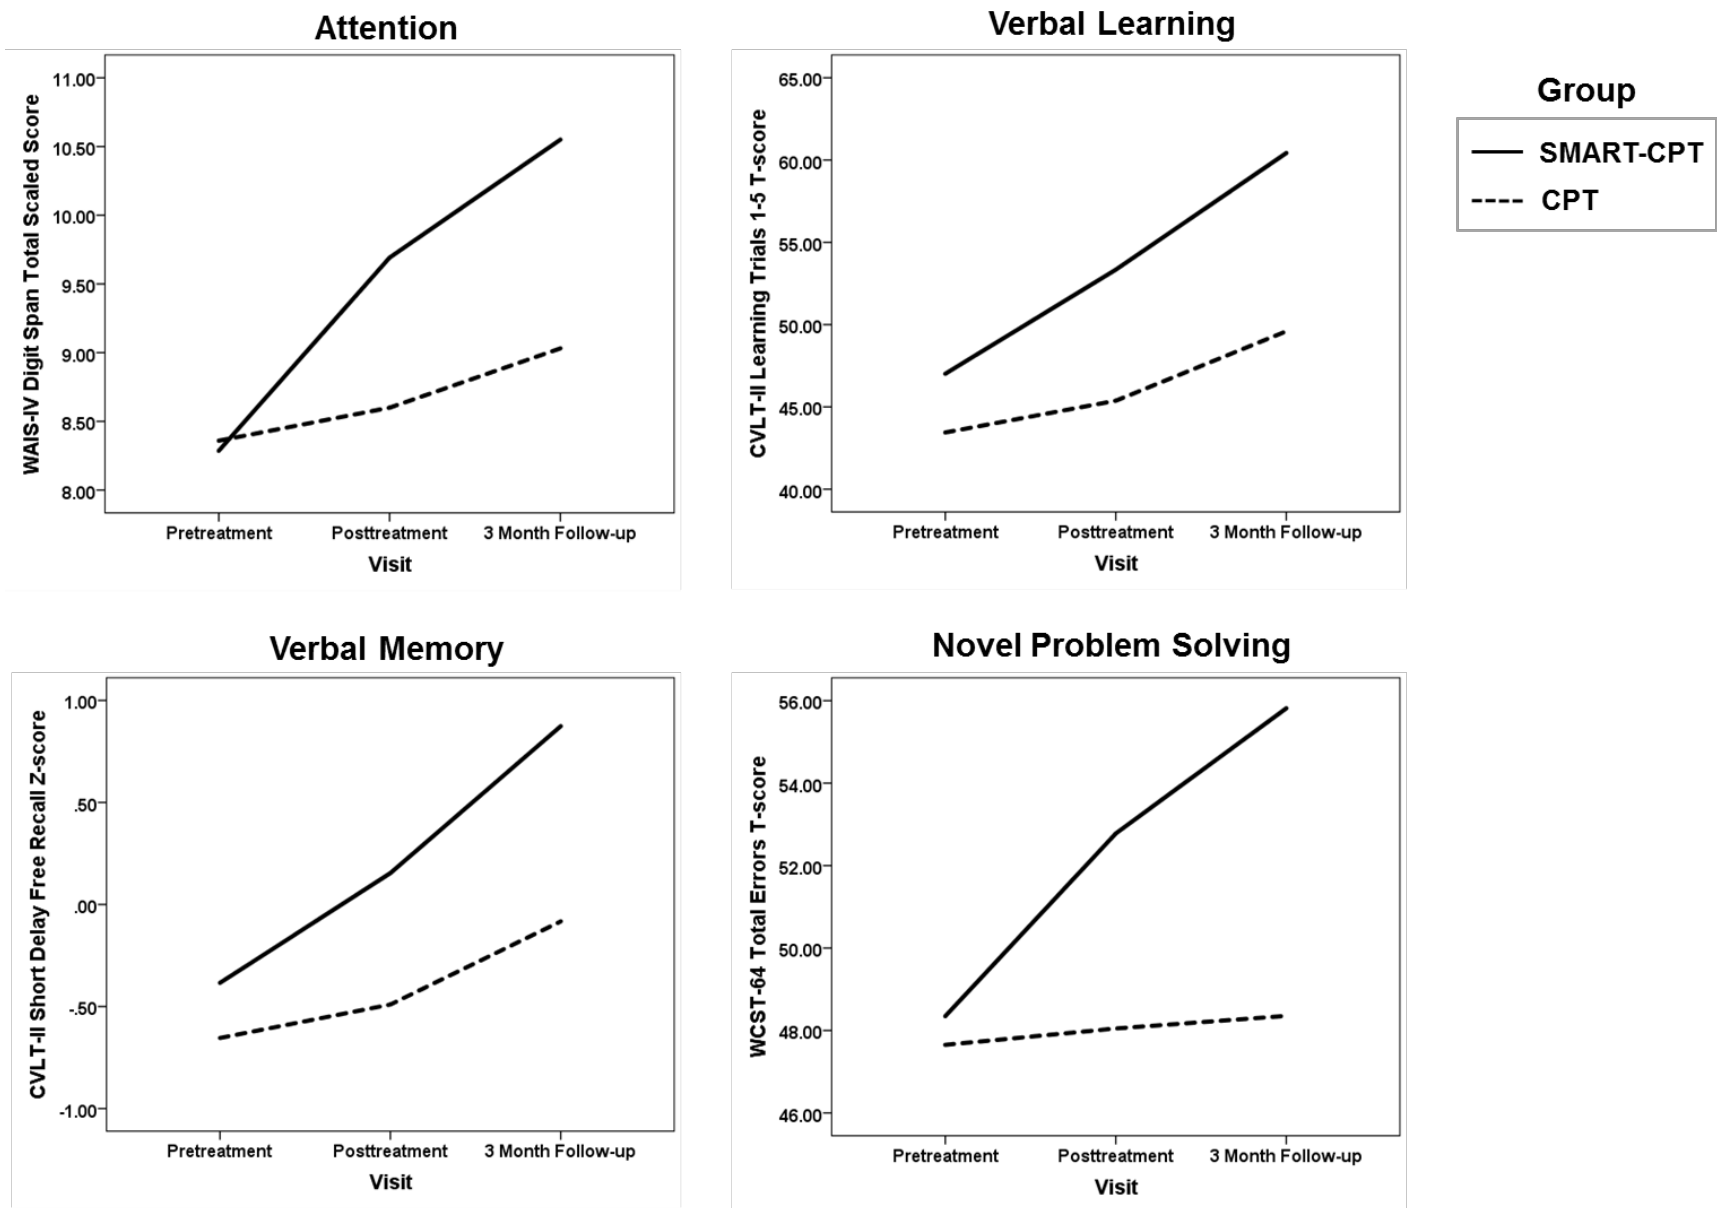 Attention
WAIS-IV Digit Span Total Scaled Score
11.00
10.50
10.00
9.50
9.00
8.50
8.00
Pretreatment
Posttreatment
3 Month Follow-up
Visit
Verbal Learning
CVLT-II Learning Trials 1-5 T-score
65.00
60.00
55.00
50.00
45.00
40.00
Pretreatment
Posttreatment
3 Month Follow-up
Visit
Group
SMART-CPT
CPT
Verbal Memory
CVLT-II Short Delay Free Recall Z-score
1.00
.50
.00
-.50
-1.00
Pretreatment
Posttreatment
3 Month Follow-up
Visit
Novel Problem Solving
WCST-64 Total Errors T-score
56.00
54.00
52.00
50.00
48.00
46.00
Pretreatment
Posttreatment
3 Month Follow-up
Visit